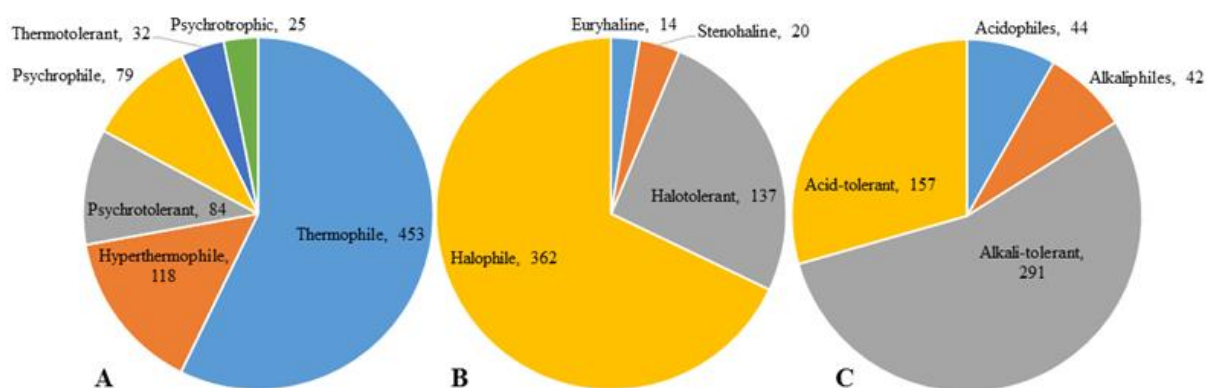 Psychrotrophic, 25
Thermotolerant, 32
Psychrophile, 79
Psychrotolerant, 84
Hyperthermophile,
118
Thermophile, 453
A
Euryhaline, 14
Stenohaline, 20
Halotolerant, 137
Halophile, 362
B
Acidophiles, 44
Alkaliphiles, 42
Acid-tolerant, 157
Alkali-tolerant,
291
C